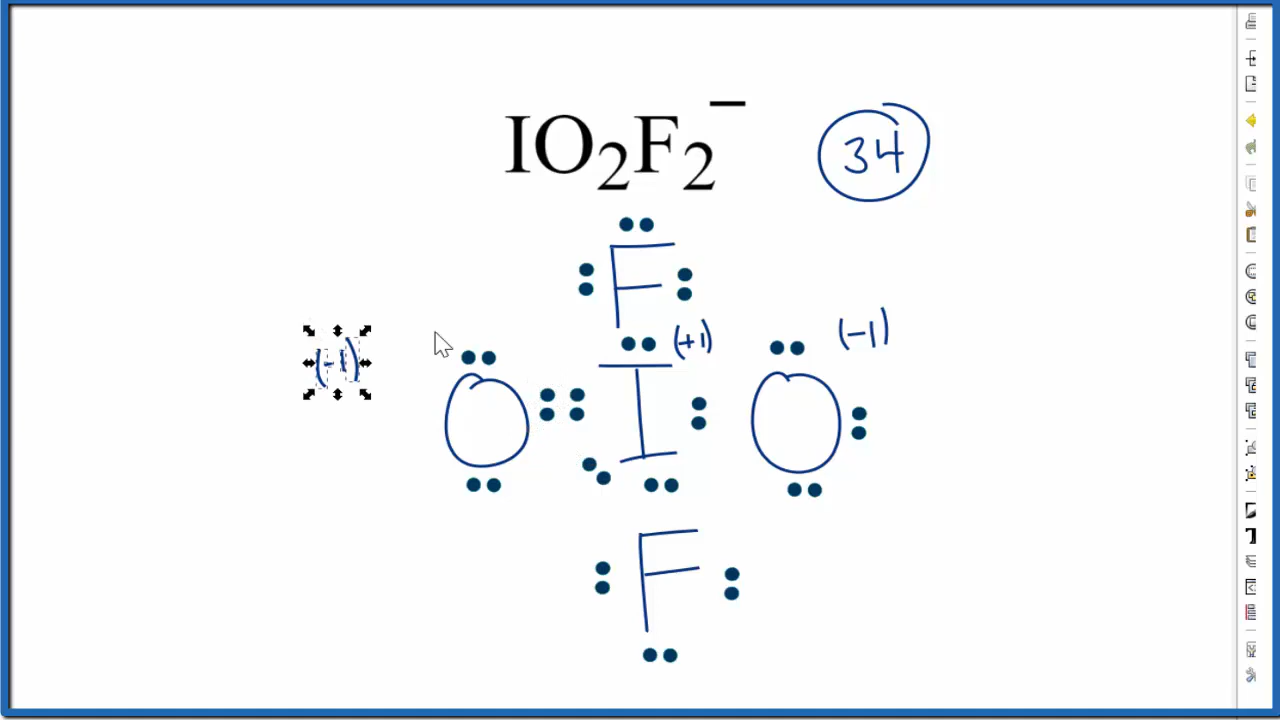 IO₂F₂⁻ 34
F
(+1) (-1)
(-1)
O I O
F